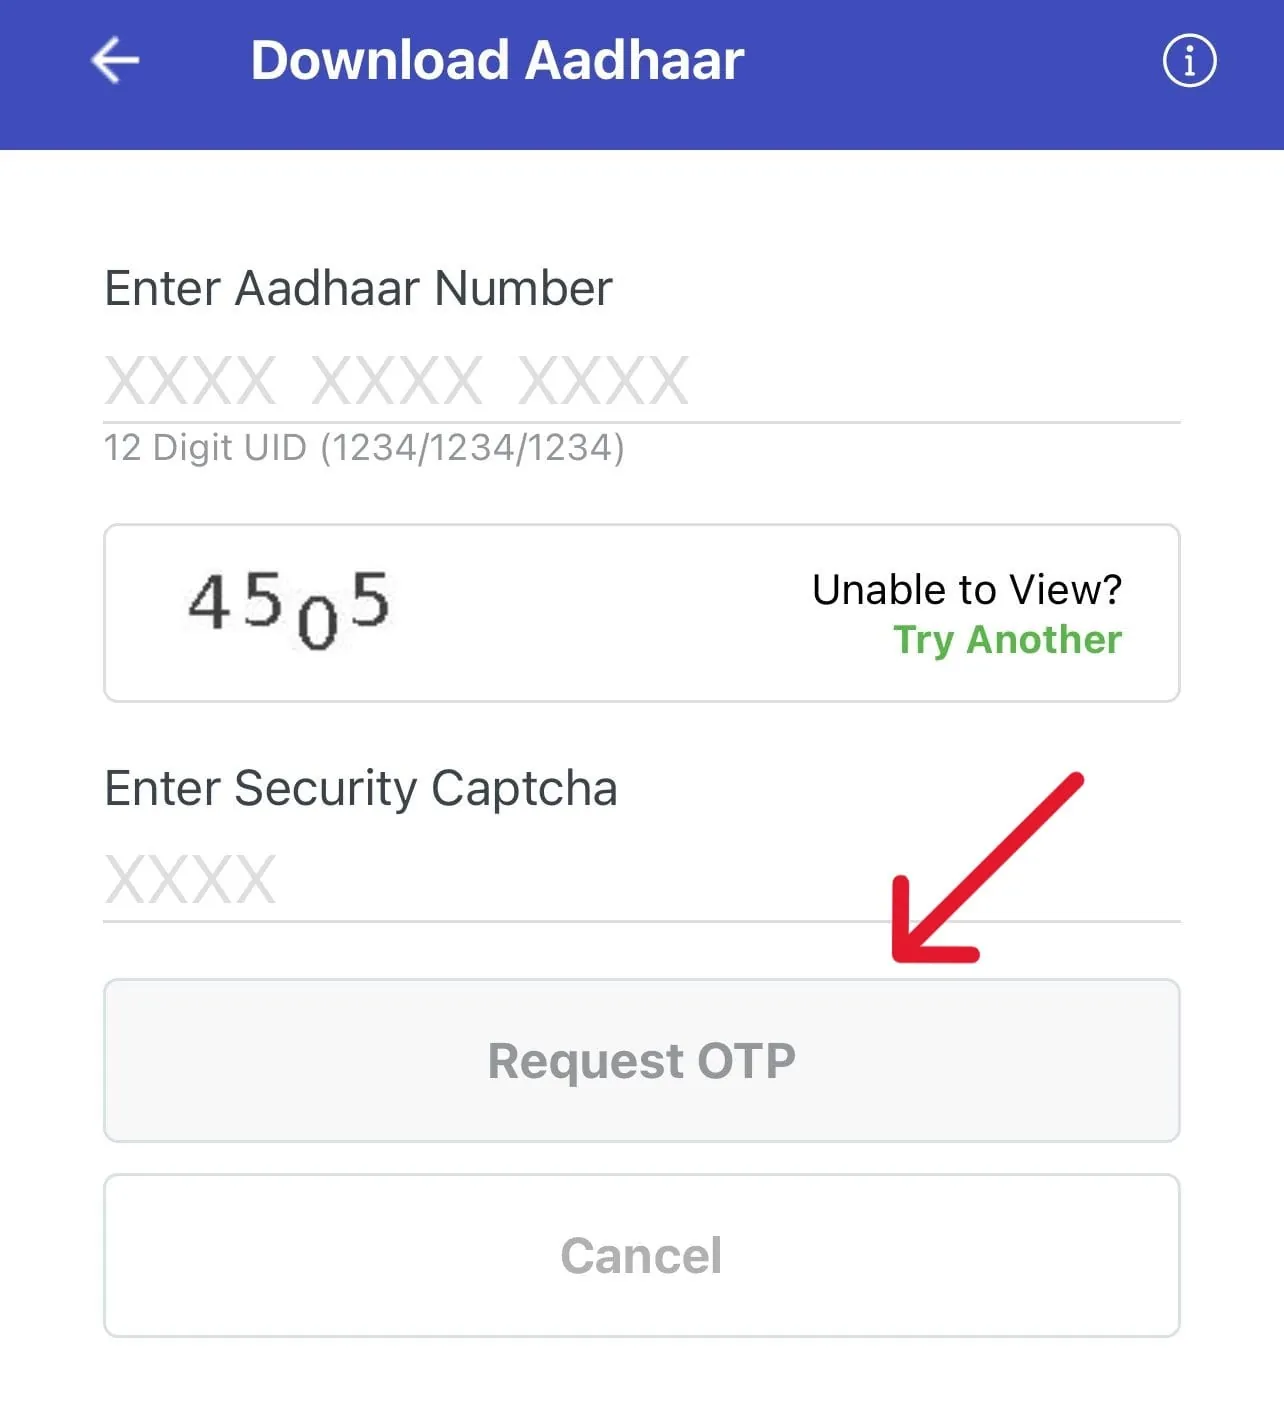 Download Aadhaar
Enter Aadhaar Number
XXXX XXXX XXXX
12 Digit UID (1234/1234/1234)
4505
Unable to View?
Try Another
Enter Security Captcha
XXXX
Request OTP
Cancel